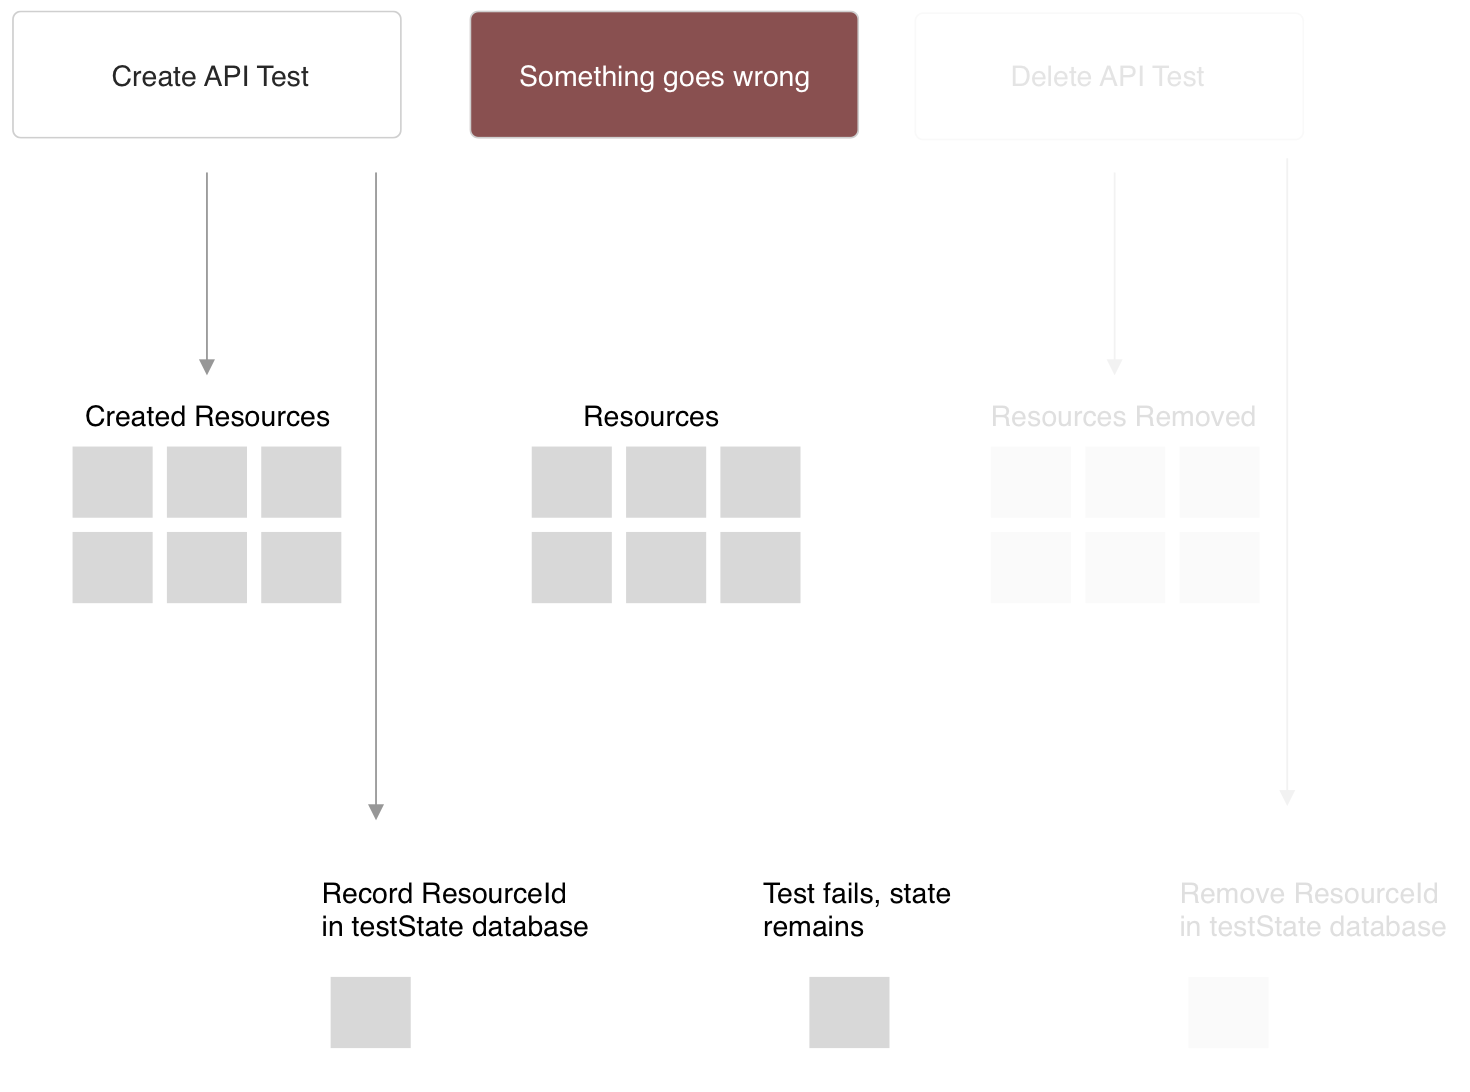 Create API Test
Something goes wrong
Delete API Test
Created Resources
Resources
Resources Removed
Record ResourceId
in testState database
Test fails, state
remains
Remove ResourceId
in testState database